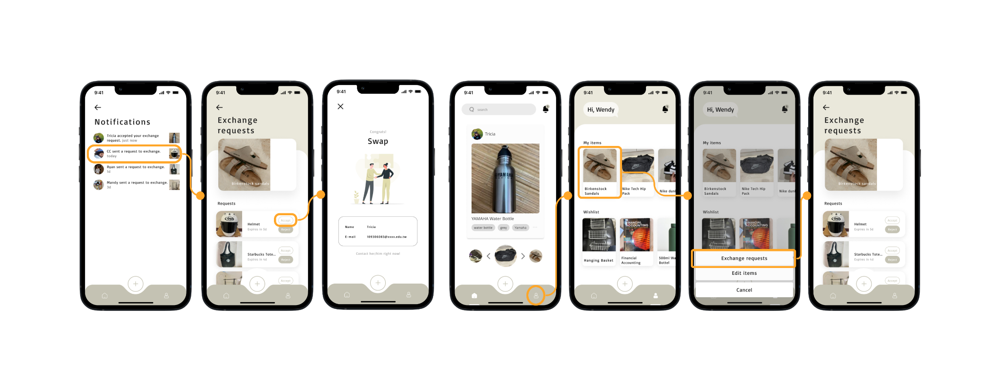 9:41
Notifications
Tricia accepted your exchange
request. just now
CC sent a request to exchange.
today
Ryan sent a request to exchange.
1d
Mandy sent a request to exchange.
3d
9:41
Exchange
requests
Birkenstock sandals
Requests
Helmet
Expires in 5d
Accept
Reject
Starbucks Tote...
Expires in 4d
Accept
Reject
Accept
9:41
Congrats!
Swap
Name Tricia
E-mail 109306083@xxxx.edu.tw
Contact her/him right now!
9:41
search
Tricia
YAMAHA
YAMAHA Water Bottle
water bottle grey Yamaha ...
9:41
Hi, Wendy
My items
Birkenstock
Sandals
Nike Tech Hip
Pack
Nike dun
Wishlist
FINANCIAL
ACCOUNTING
Hanging Basket
Financial
Accounting
500ml Wa
Bottel
9:41
Hi, Wendy
My items
Birkenstock
Sandals
Nike Tech Hip
Pack
Nike dun
Wishlist
FINANCIAL
ACCOUNTING
Exchange requests
Edit items
Cancel
9:41
Exchange
requests
Birkenstock sandals
Requests
Helmet
Expires in 5d
Accept
Reject
Starbucks Tote...
Expires in 4d
Accept
Reject
Accept